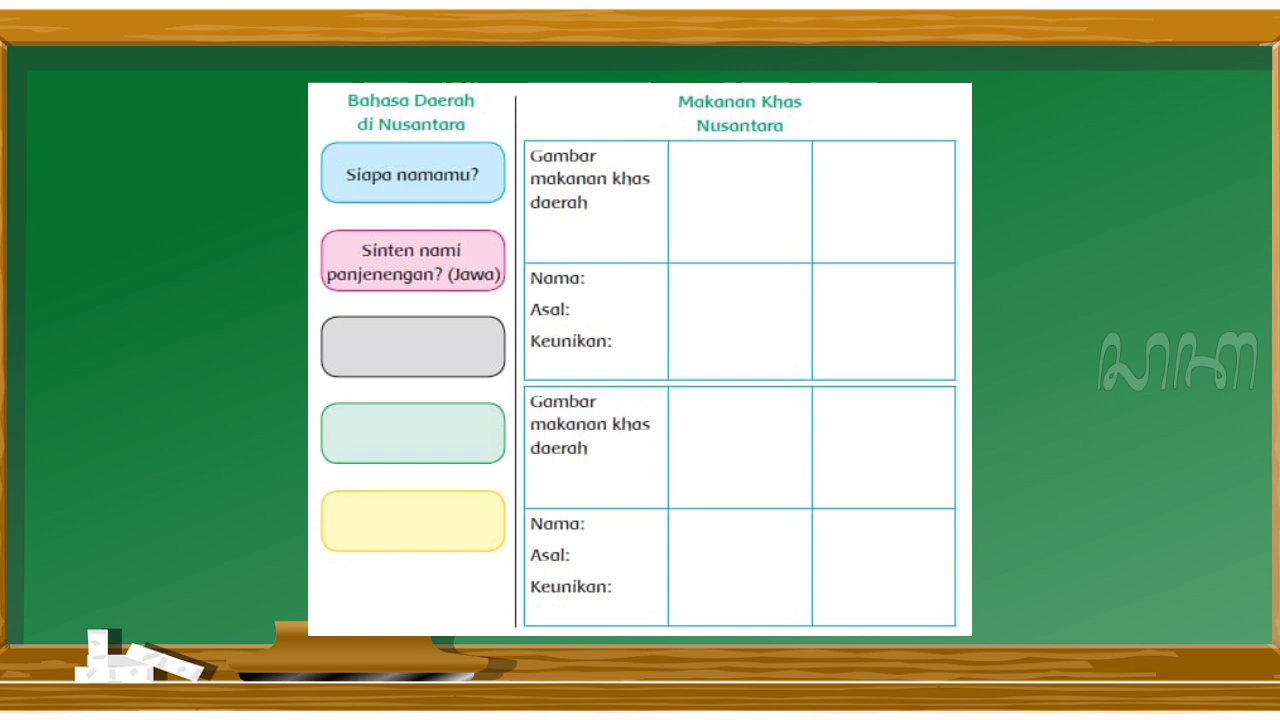 Bahasa Daerah
di Nusantara
Siapa namamu?
Sinten nami
panjenengan? (Jawa)
Makanan Khas
Nusantara
Gambar
makanan khas
daerah
Nama:
Asal:
Keunikan:
Gambar
makanan khas
daerah
Nama:
Asal:
Keunikan: